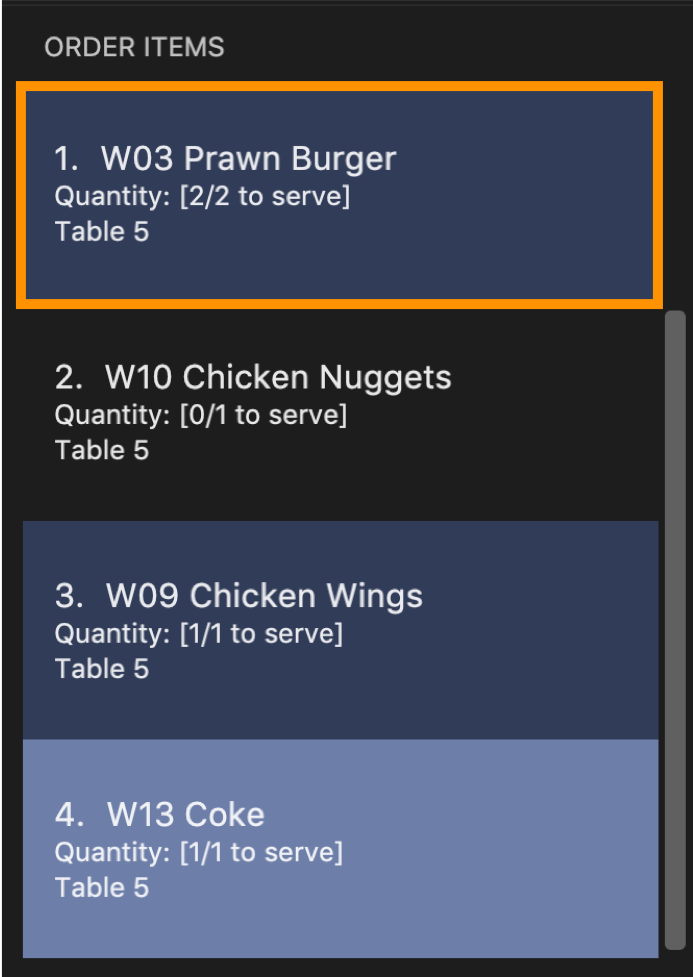 ORDER ITEMS
1. W03 Prawn Burger
Quantity: [2/2 to serve]
Table 5
2. W10 Chicken Nuggets
Quantity: [0/1 to serve]
Table 5
3. W09 Chicken Wings
Quantity: [1/1 to serve]
Table 5
4. W13 Coke
Quantity: [1/1 to serve]
Table 5